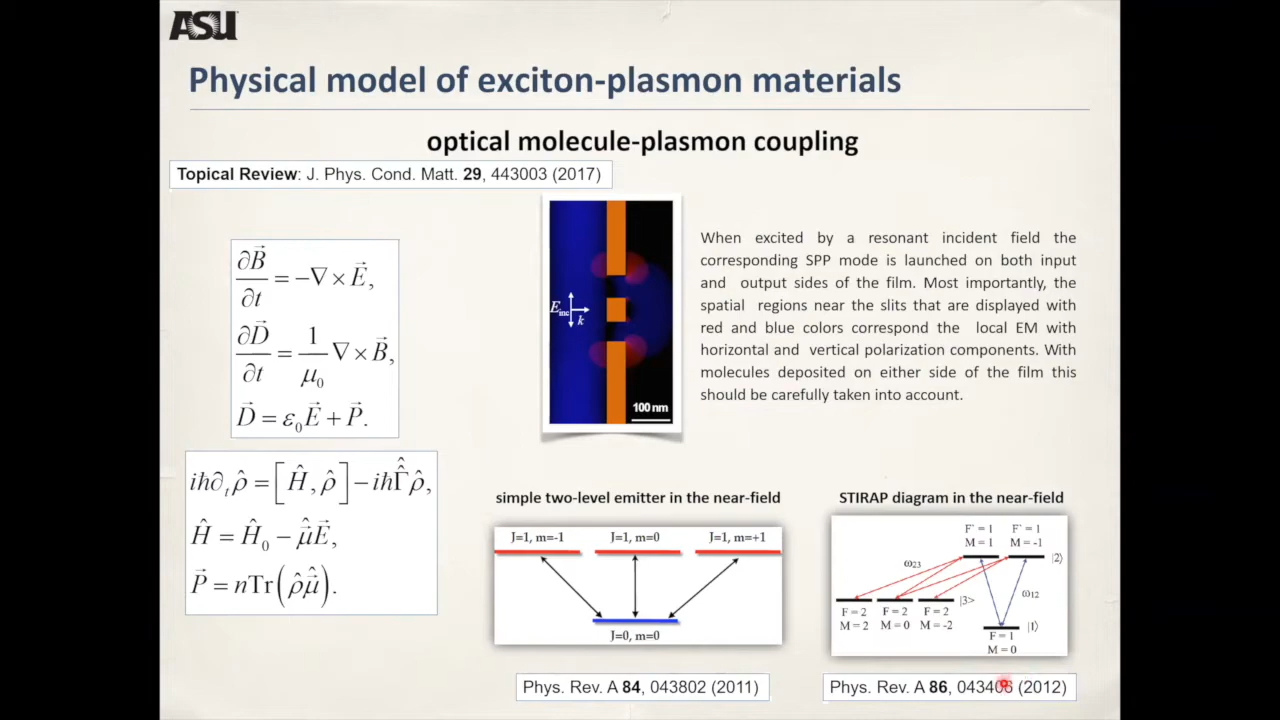 ASU
Physical model of exciton-plasmon materials
optical molecule-plasmon coupling
Topical Review: J. Phys. Cond. Matt. 29, 443003 (2017)
∂B⃗/∂t = −∇ × E⃗,
∂D⃗/∂t = 1/μ₀ ∇ × B⃗,
D⃗ = ε₀E⃗ + P⃗.
iħ∂ₜρ̂ = [Ĥ, ρ̂] − iħΓ̂̂ρ̂,
Ĥ = Ĥ₀ − μ̂⃗E⃗,
P⃗ = nTr(ρ̂μ̂⃗).
E_inc
k
100 nm
When excited by a resonant incident field the
corresponding SPP mode is launched on both input
and output sides of the film. Most importantly, the
spatial regions near the slits that are displayed with
red and blue colors correspond the local EM with
horizontal and vertical polarization components. With
molecules deposited on either side of the film this
should be carefully taken into account.
simple two-level emitter in the near-field
J=1, m=-1 J=1, m=0 J=1, m=+1
J=0, m=0
Phys. Rev. A 84, 043802 (2011)
STIRAP diagram in the near-field
F' = 1 F' = 1
M = 1 M = -1
|2⟩
ω₂₃
ω₁₂
|3>
F = 2 F = 2 F = 2
M = 2 M = 0 M = -2
|1⟩
F = 1
M = 0
Phys. Rev. A 86, 043406 (2012)